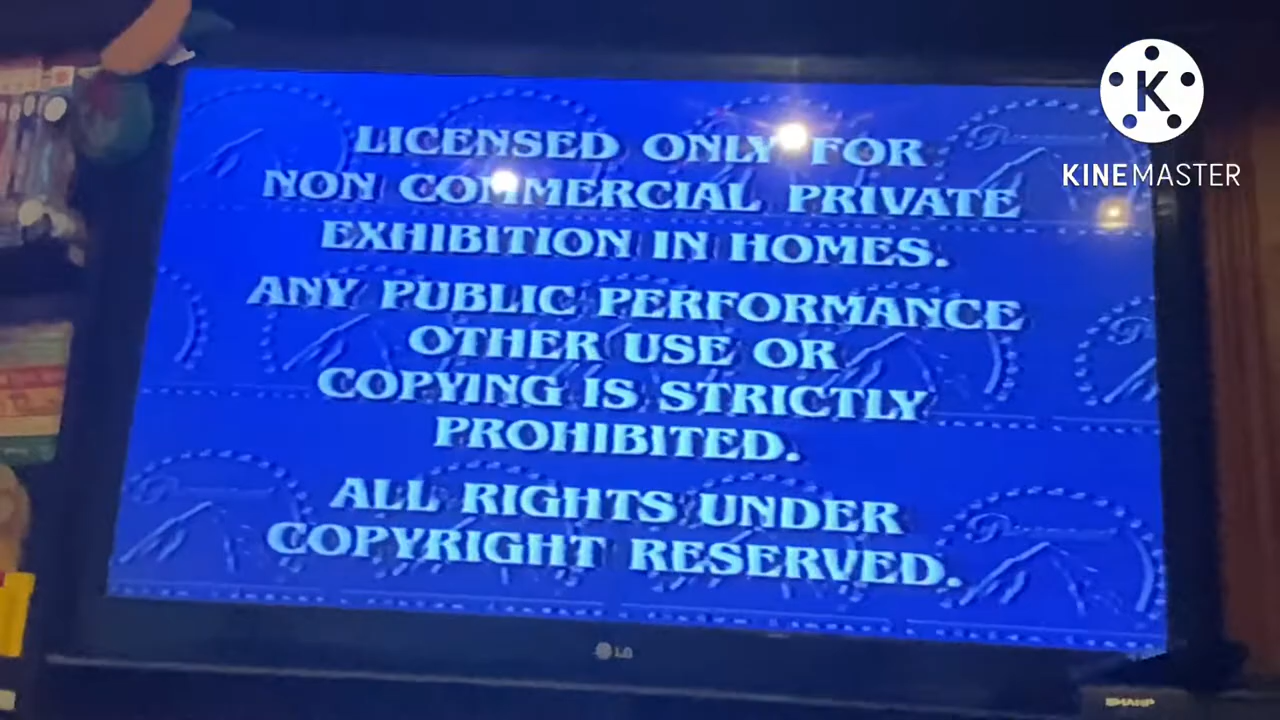 LICENSED ONLY FOR
NON COMMERCIAL PRIVATE
EXHIBITION IN HOMES.
ANY PUBLIC PERFORMANCE
OTHER USE OR
COPYING IS STRICTLY
PROHIBITED.
ALL RIGHTS UNDER
COPYRIGHT RESERVED.
K
KINEMASTER
LG
SHARP